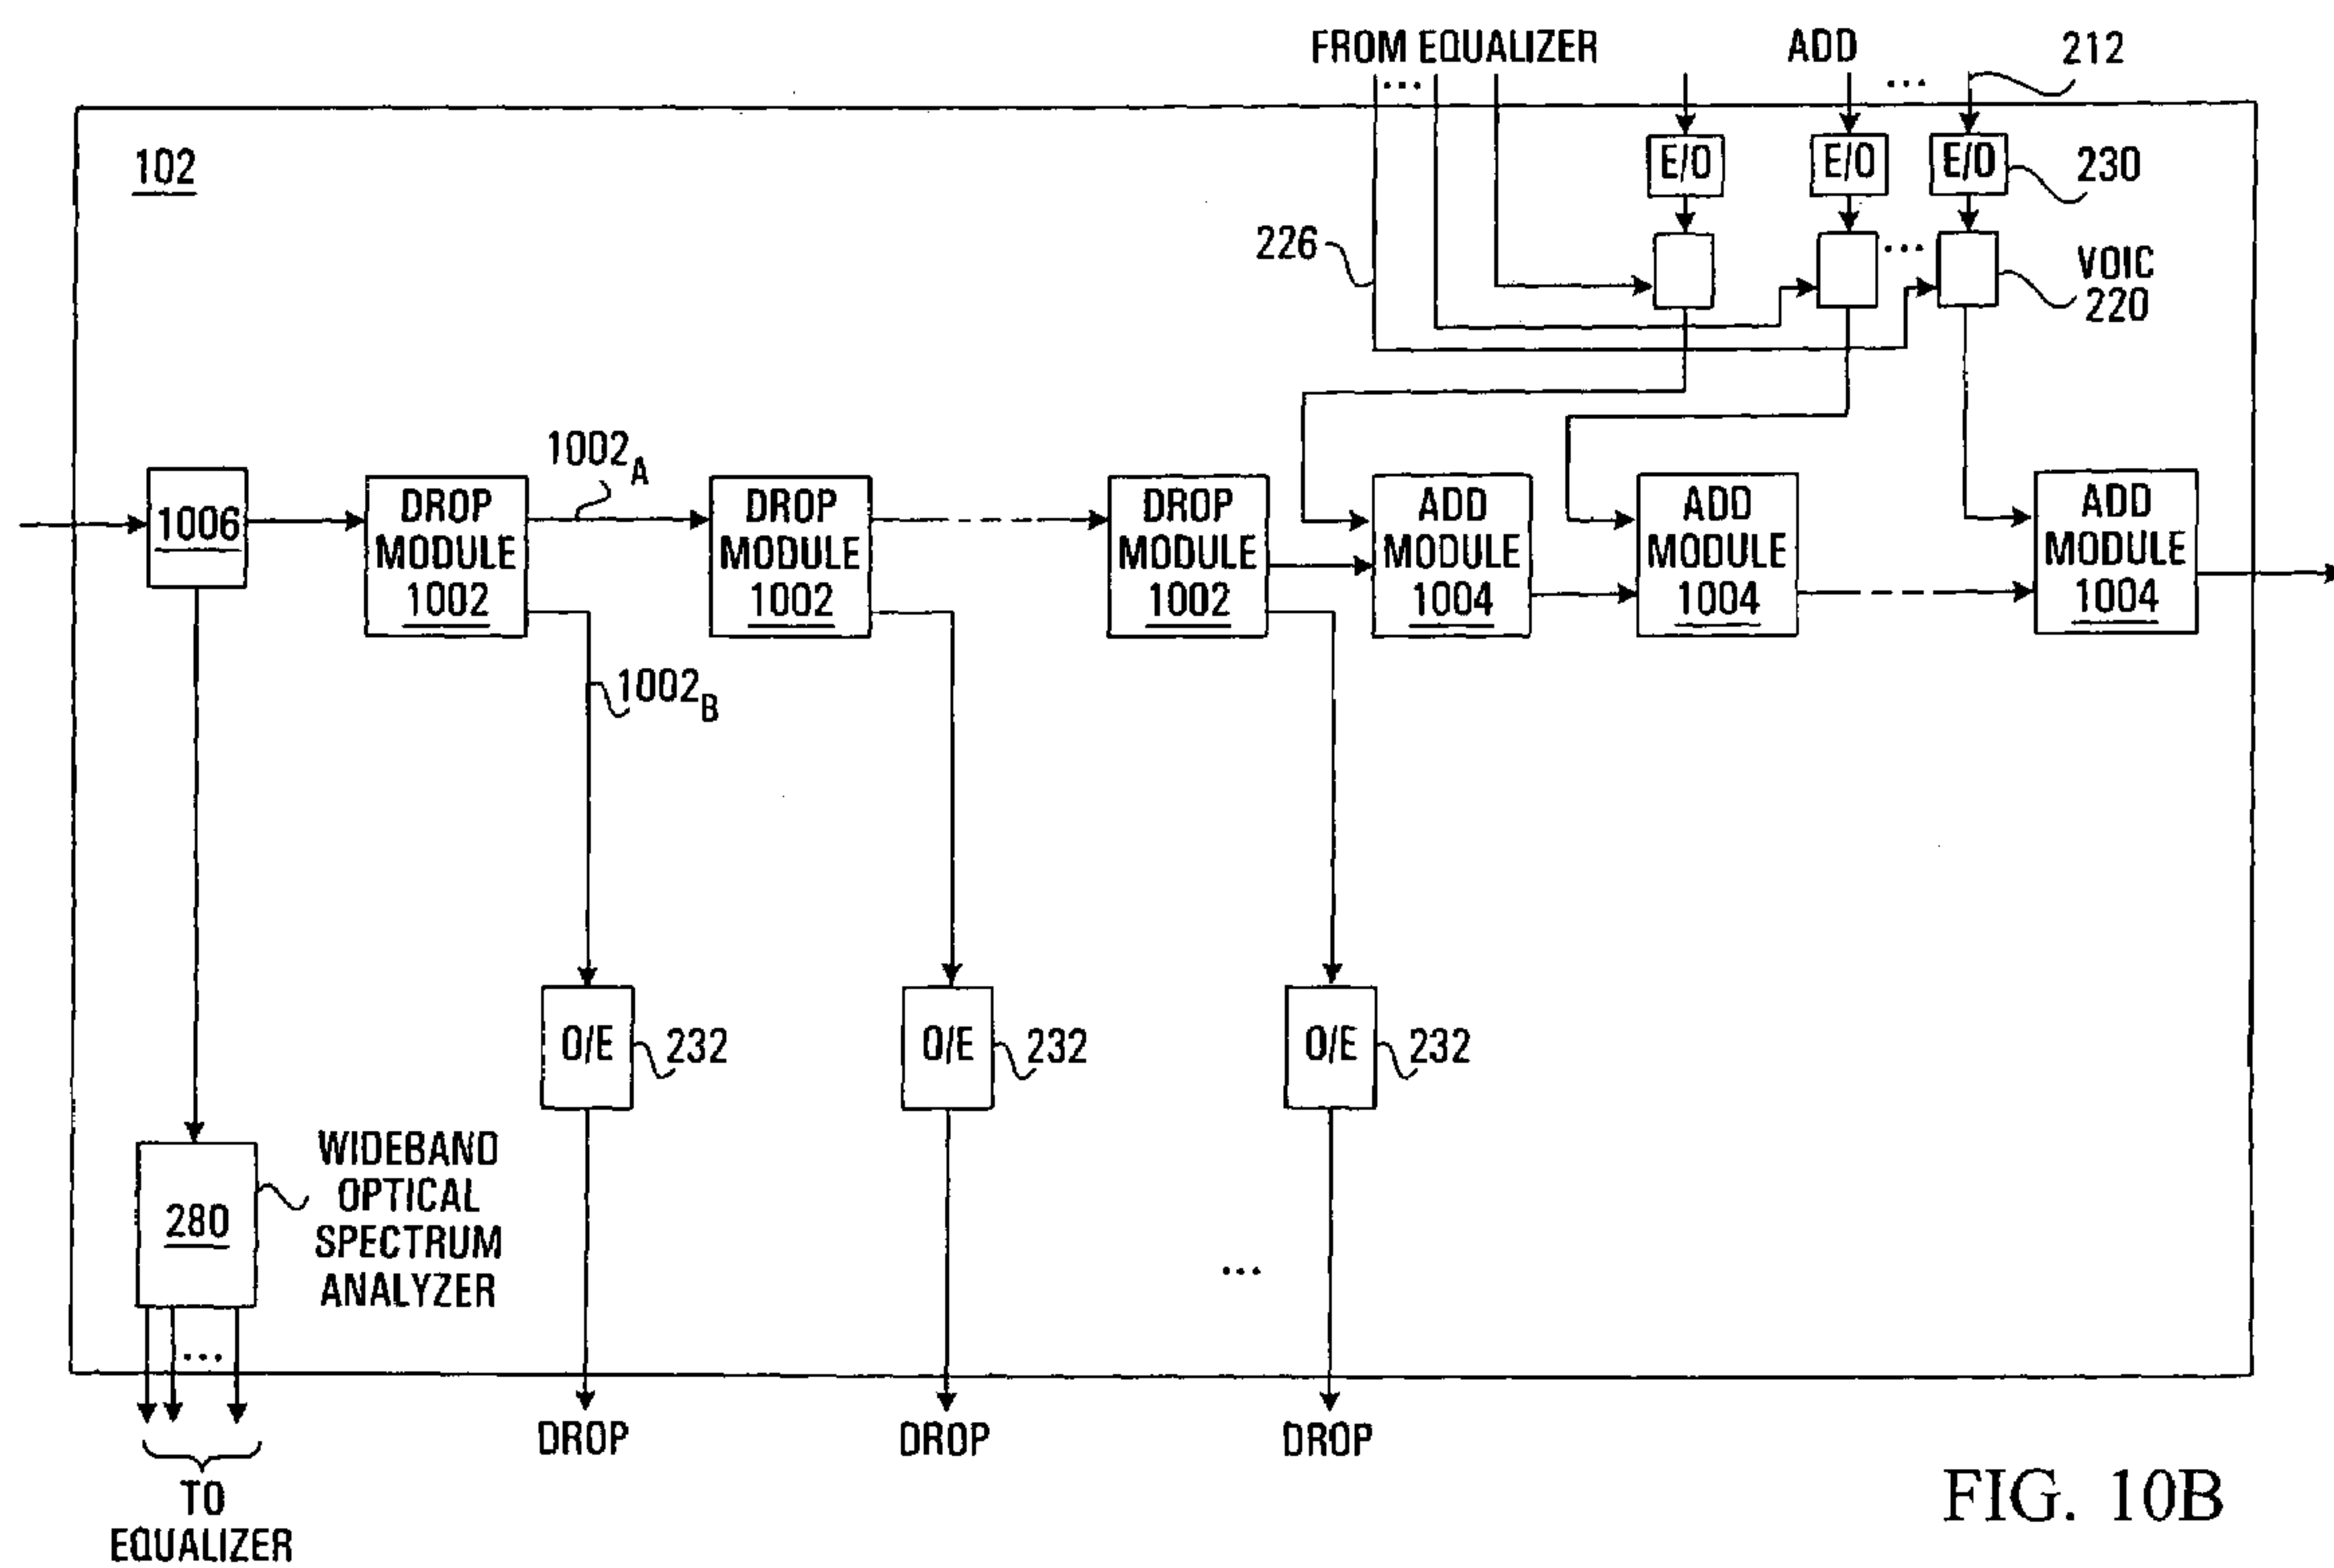 FROM EQUALIZER ADD 212
...
...
102
E/O E/O E/O 230
226
...
VOIC
220
1002A
1006
DROP
MODULE
1002
DROP
MODULE
1002
DROP
MODULE
1002
ADD
MODULE
1004
ADD
MODULE
1004
ADD
MODULE
1004
1002B
O/E 232 O/E 232 O/E 232
280
WIDEBAND
OPTICAL
SPECTRUM
ANALYZER
...
...
DROP DROP DROP
TO
EQUALIZER
FIG. 10B